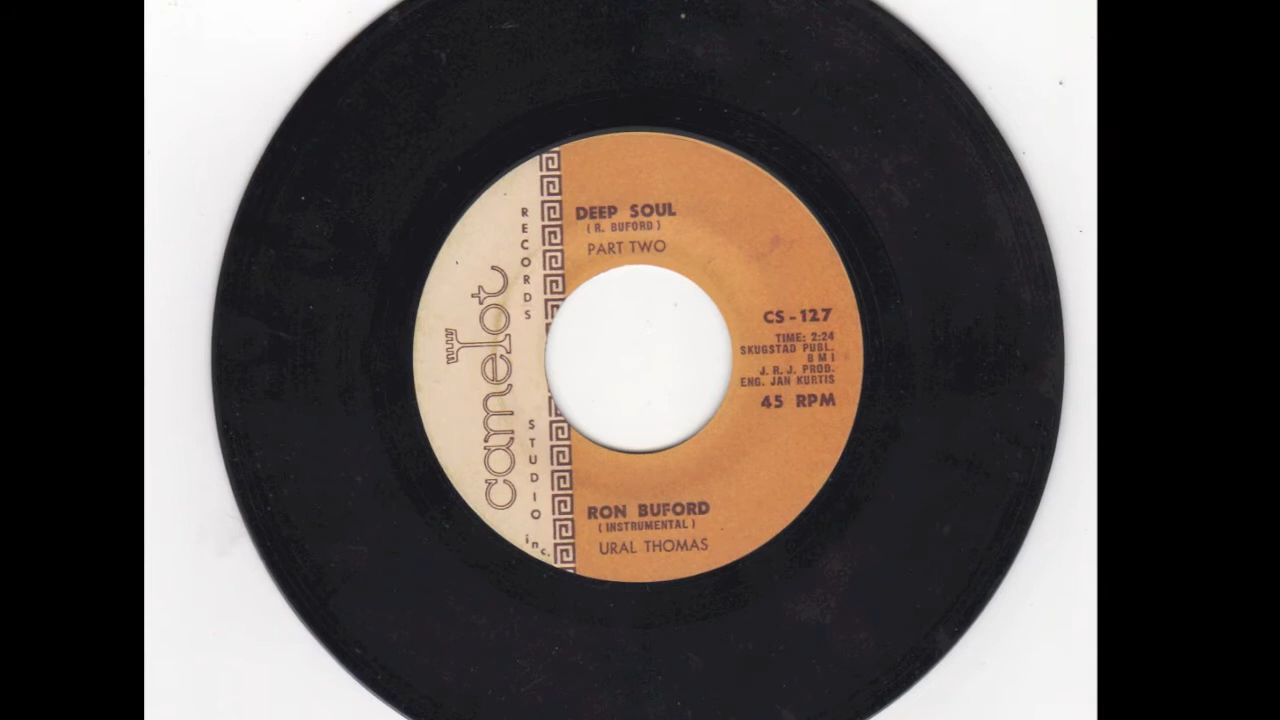 camelot
RECORDS
STUDIO
inc.
DEEP SOUL
(R. BUFORD)
PART TWO
CS-127
TIME: 2:24
SKUGSTAD PUBL.
BMI
J. R. J. PROD.
ENG. JAN KURTIS
45 RPM
RON BUFORD
(INSTRUMENTAL)
URAL THOMAS